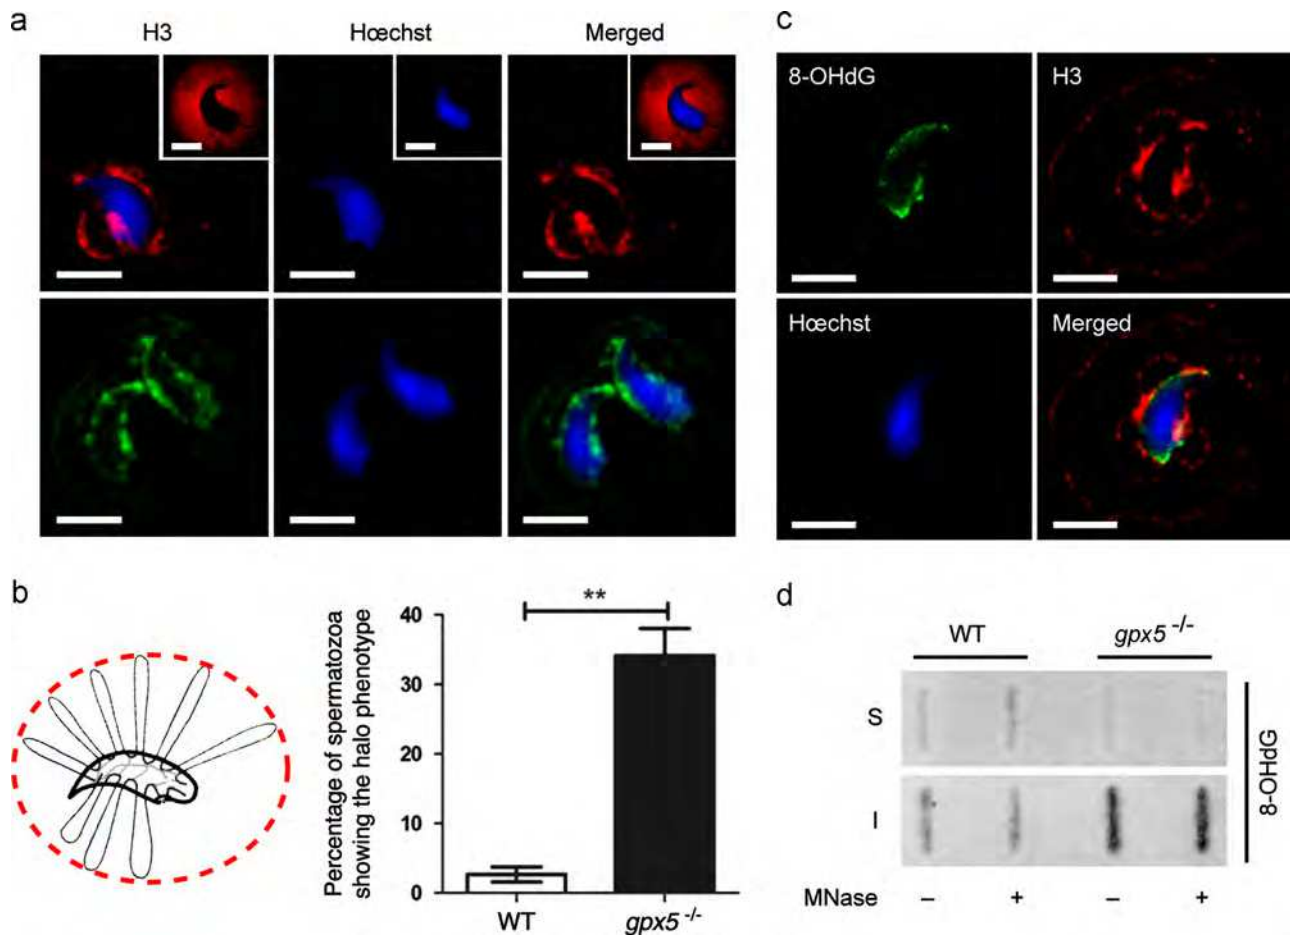 a
H3 Hœchst Merged
c
8-OHdG H3
Hœchst Merged
b
Percentage of spermatozoa
showing the halo phenotype
40
30
20
10
0
**
WT gpx5 -/-
d
WT gpx5 -/-
S
I
8-OHdG
MNase – + – +